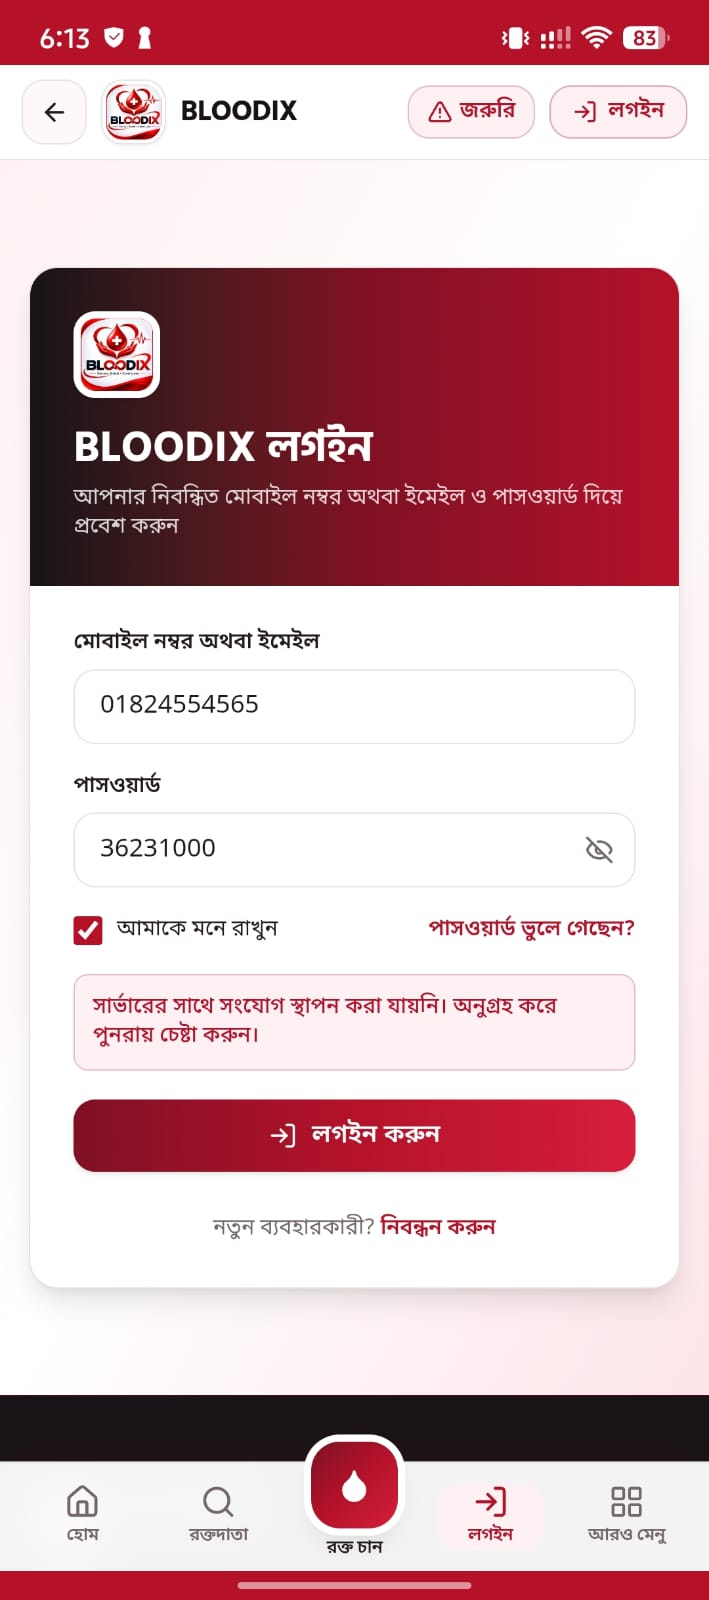 6:13
83
BLOODIX
BLOODIX
জরুরি
লগইন
BLOODIX
BLOODIX লগইন
আপনার নিবন্ধিত মোবাইল নম্বর অথবা ইমেইল ও পাসওয়ার্ড দিয়ে
প্রবেশ করুন
মোবাইল নম্বর অথবা ইমেইল
01824554565
পাসওয়ার্ড
36231000
আমাকে মনে রাখুন
পাসওয়ার্ড ভুলে গেছেন?
সার্ভারের সাথে সংযোগ স্থাপন করা যায়নি। অনুগ্রহ করে
পুনরায় চেষ্টা করুন।
লগইন করুন
নতুন ব্যবহারকারী? নিবন্ধন করুন
হোম
রক্তদাতা
রক্ত চান
লগইন
আরও মেনু